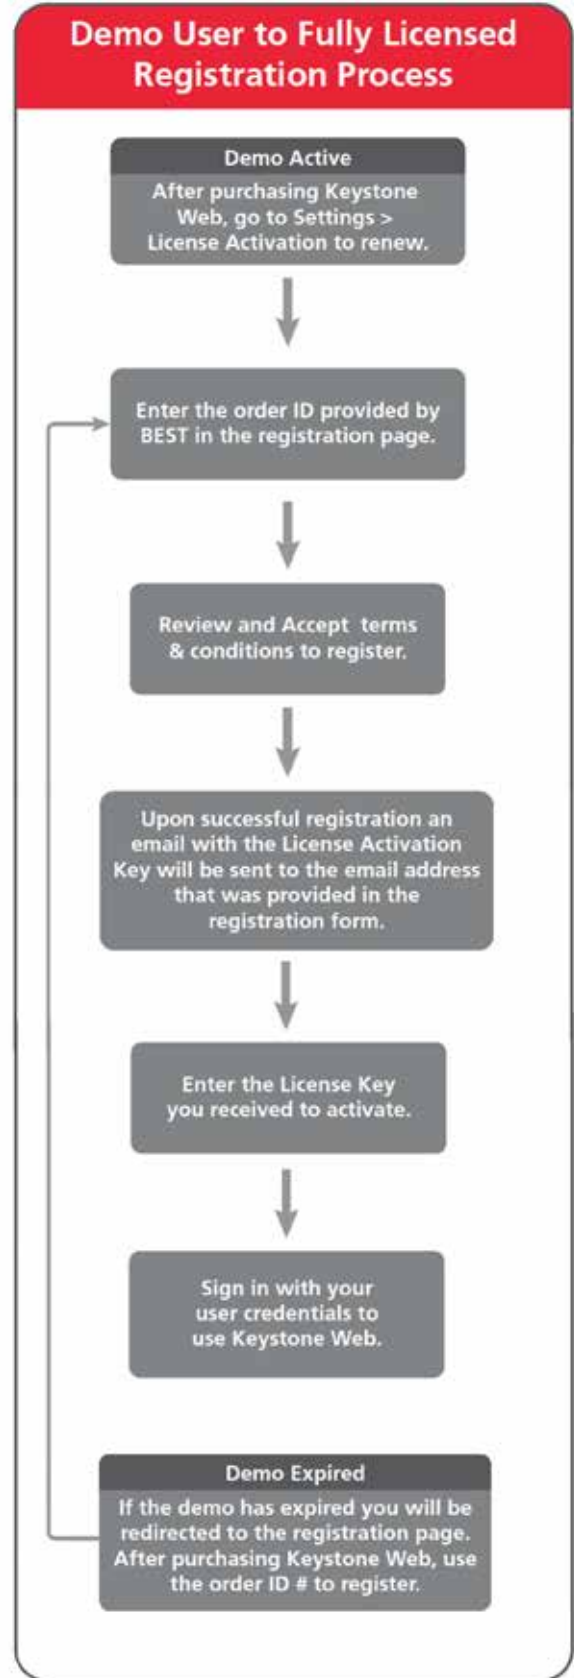 Demo User to Fully Licensed
Registration Process
Demo Active
After purchasing Keystone
Web, go to Settings >
License Activation to renew.
Enter the order ID provided by
BEST in the registration page.
Review and Accept terms
& conditions to register.
Upon successful registration an
email with the License Activation
Key will be sent to the email address
that was provided in the
registration form.
Enter the License Key
you received to activate.
Sign in with your
user credentials to
use Keystone Web.
Demo Expired
If the demo has expired you will be
redirected to the registration page.
After purchasing Keystone Web, use
the order ID # to register.